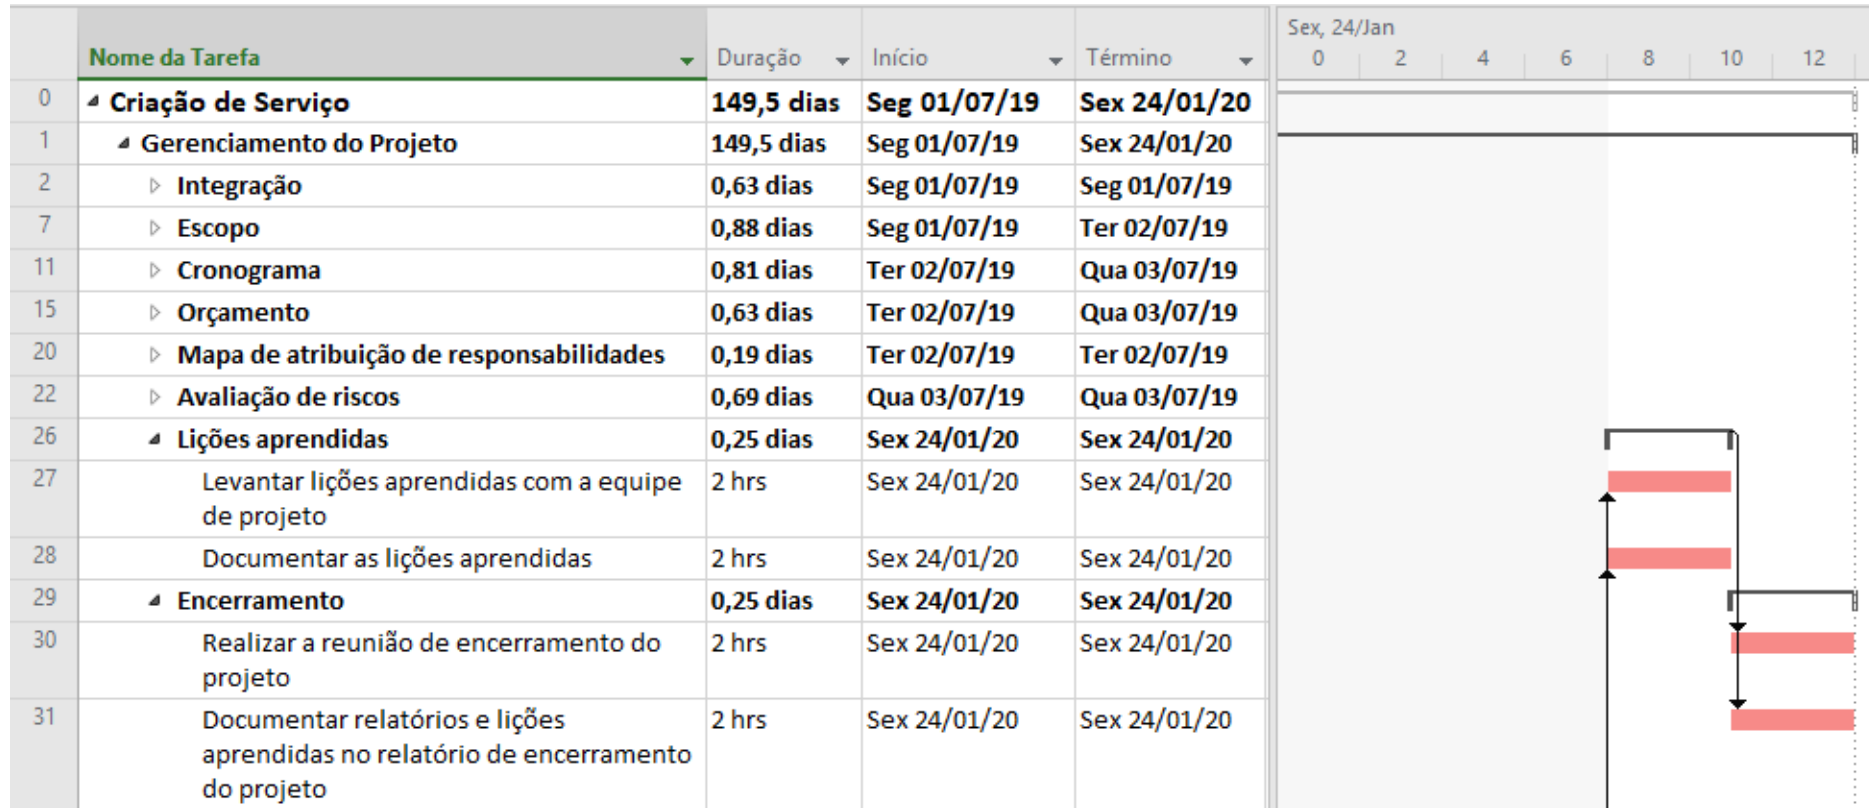 Sex, 24/Jan
Nome da Tarefa Duração Início Término 0 2 4 6 8 10 12
0 Criação de Serviço 149,5 dias Seg 01/07/19 Sex 24/01/20
1 Gerenciamento do Projeto 149,5 dias Seg 01/07/19 Sex 24/01/20
2 Integração 0,63 dias Seg 01/07/19 Seg 01/07/19
7 Escopo 0,88 dias Seg 01/07/19 Ter 02/07/19
11 Cronograma 0,81 dias Ter 02/07/19 Qua 03/07/19
15 Orçamento 0,63 dias Ter 02/07/19 Qua 03/07/19
20 Mapa de atribuição de responsabilidades 0,19 dias Ter 02/07/19 Ter 02/07/19
22 Avaliação de riscos 0,69 dias Qua 03/07/19 Qua 03/07/19
26 Lições aprendidas 0,25 dias Sex 24/01/20 Sex 24/01/20
27 Levantar lições aprendidas com a equipe 2 hrs Sex 24/01/20 Sex 24/01/20
de projeto
28 Documentar as lições aprendidas 2 hrs Sex 24/01/20 Sex 24/01/20
29 Encerramento 0,25 dias Sex 24/01/20 Sex 24/01/20
30 Realizar a reunião de encerramento do 2 hrs Sex 24/01/20 Sex 24/01/20
projeto
31 Documentar relatórios e lições 2 hrs Sex 24/01/20 Sex 24/01/20
aprendidas no relatório de encerramento
do projeto